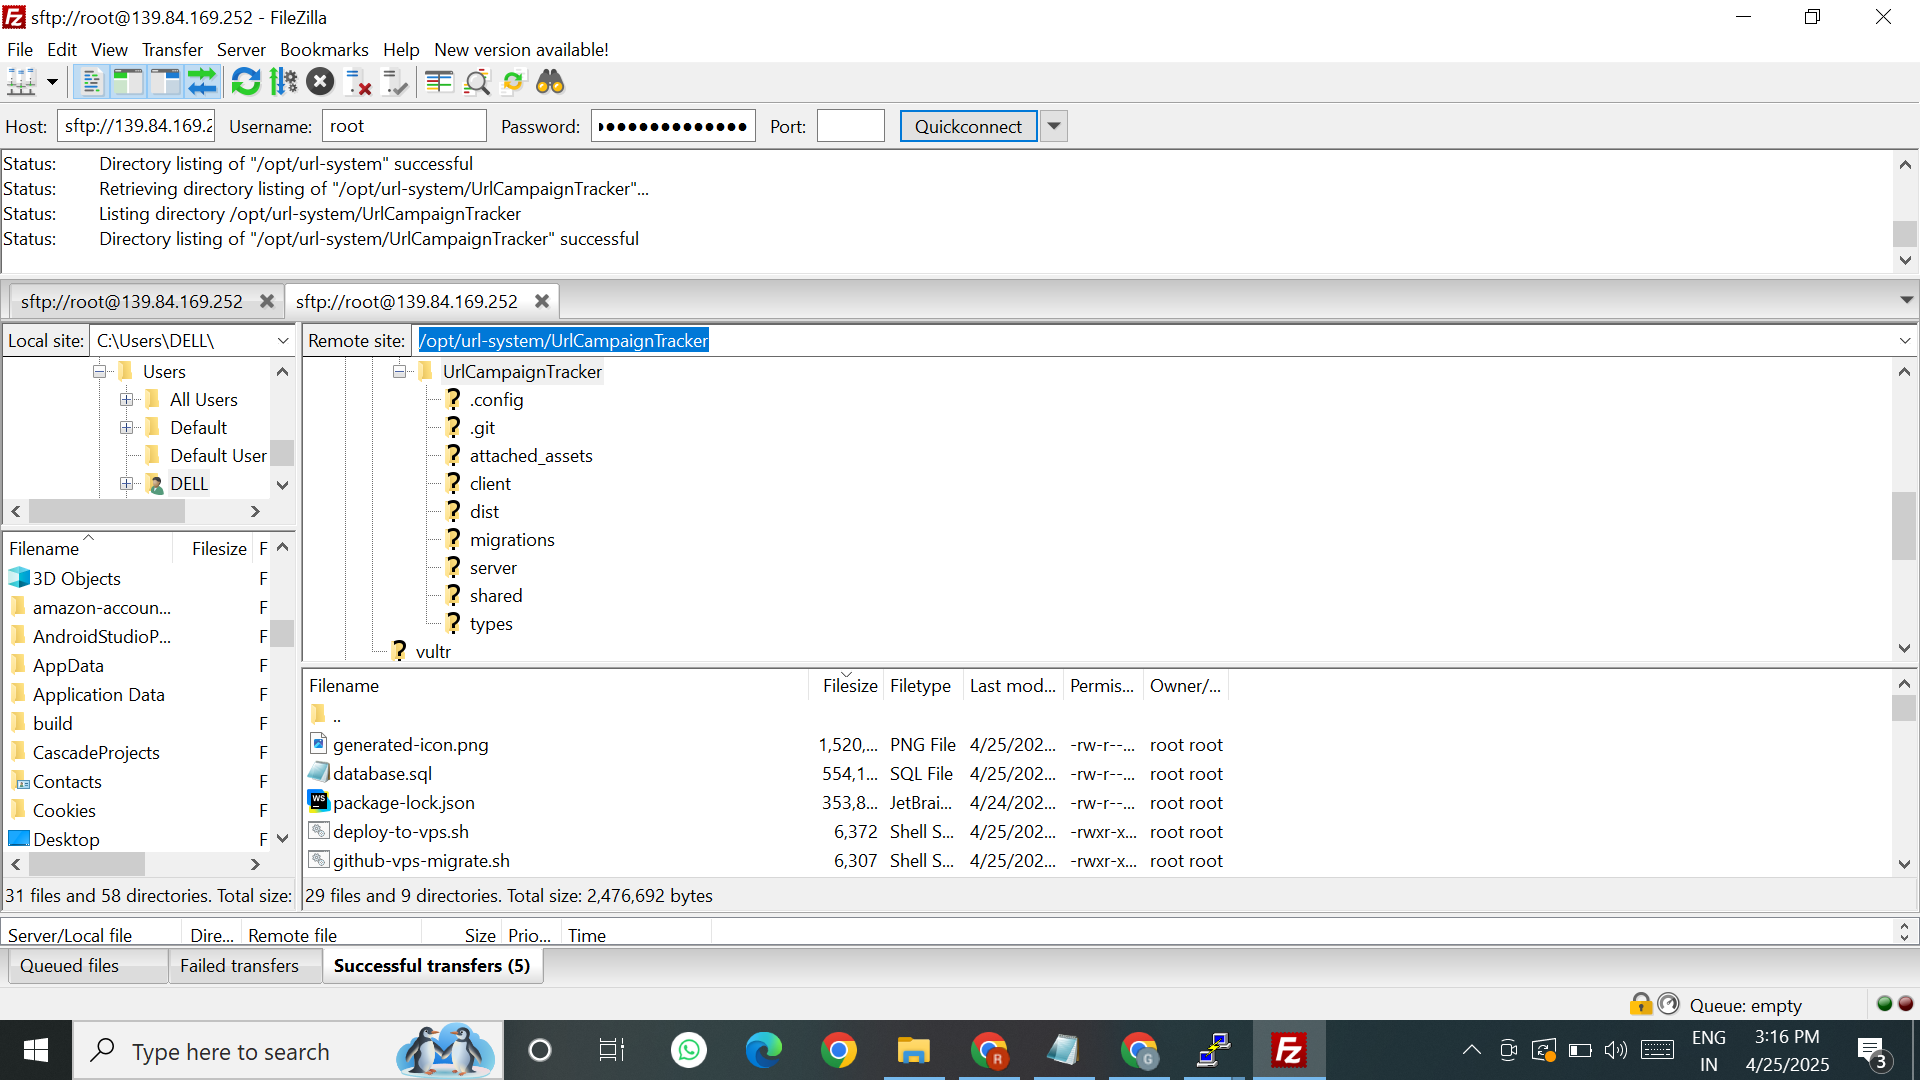 sftp://root@139.84.169.252 - FileZilla
File Edit View Transfer Server Bookmarks Help New version available!
Host: sftp://139.84.169.2 Username: root Password: ●●●●●●●●●●●●●● Port: Quickconnect
Status: Directory listing of "/opt/url-system" successful
Status: Retrieving directory listing of "/opt/url-system/UrlCampaignTracker"...
Status: Listing directory /opt/url-system/UrlCampaignTracker
Status: Directory listing of "/opt/url-system/UrlCampaignTracker" successful
sftp://root@139.84.169.252 sftp://root@139.84.169.252
Local site: C:\Users\DELL\
Users
All Users
Default
Default User
DELL
Filename Filesize F
3D Objects F
amazon-accoun... F
AndroidStudioP... F
AppData F
Application Data F
build F
CascadeProjects F
Contacts F
Cookies F
Desktop F
31 files and 58 directories. Total size:
Remote site: /opt/url-system/UrlCampaignTracker
UrlCampaignTracker
.config
.git
attached_assets
client
dist
migrations
server
shared
types
vultr
Filename Filesize Filetype Last mod... Permis... Owner/...
..
generated-icon.png 1,520,... PNG File 4/25/202... -rw-r--... root root
database.sql 554,1... SQL File 4/25/202... -rw-r--... root root
package-lock.json 353,8... JetBrai... 4/24/202... -rw-r--... root root
deploy-to-vps.sh 6,372 Shell S... 4/25/202... -rwxr-x... root root
github-vps-migrate.sh 6,307 Shell S... 4/25/202... -rwxr-x... root root
29 files and 9 directories. Total size: 2,476,692 bytes
Server/Local file Dire... Remote file Size Prio... Time
Queued files Failed transfers Successful transfers (5)
Queue: empty
Type here to search
ENG
IN
3:16 PM
4/25/2025
3